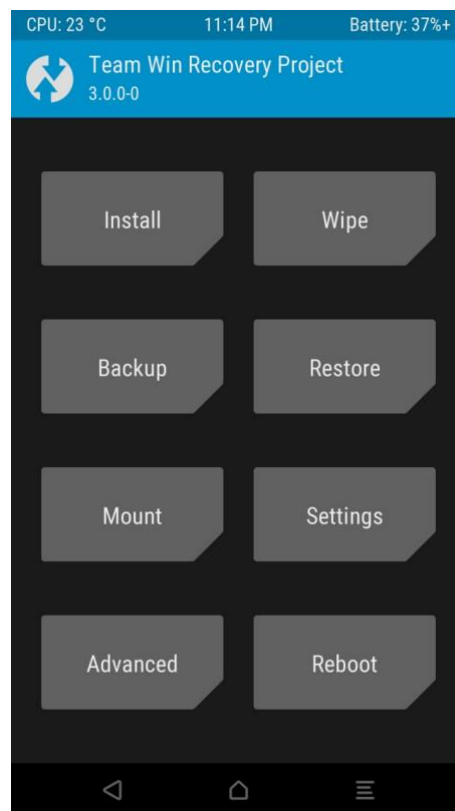 CPU: 23 °C 11:14 PM Battery: 37%+
Team Win Recovery Project
3.0.0-0
Install Wipe
Backup Restore
Mount Settings
Advanced Reboot